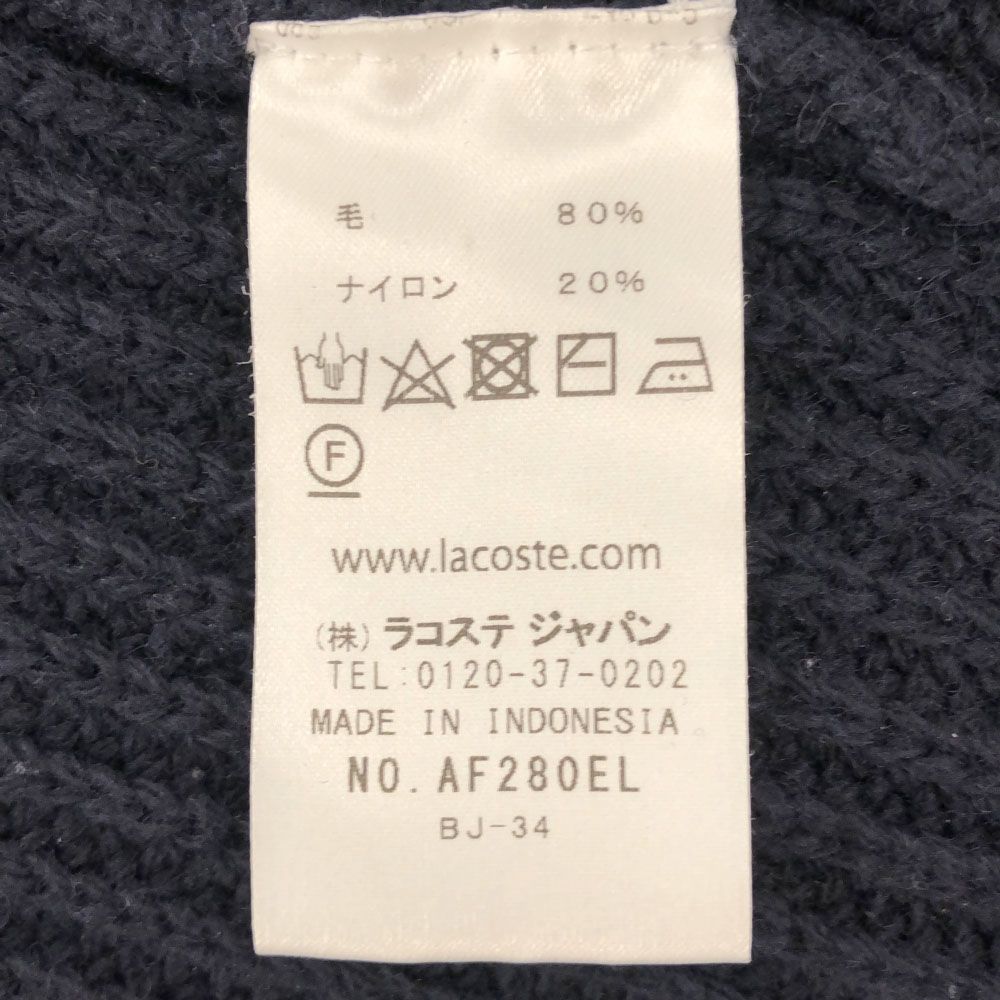 毛 80%
ナイロン 20%
F
www.lacoste.com
(株) ラコステ ジャパン
TEL:0120-37-0202
MADE IN INDONESIA
NO. AF280EL
BJ-34